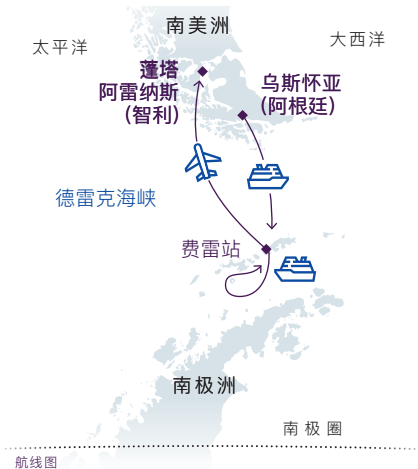 南美洲
太平洋
大西洋
蓬塔
阿雷纳斯
（智利）
乌斯怀亚
（阿根廷）
德雷克海峡
费雷站
南极洲
南极圈
航线图